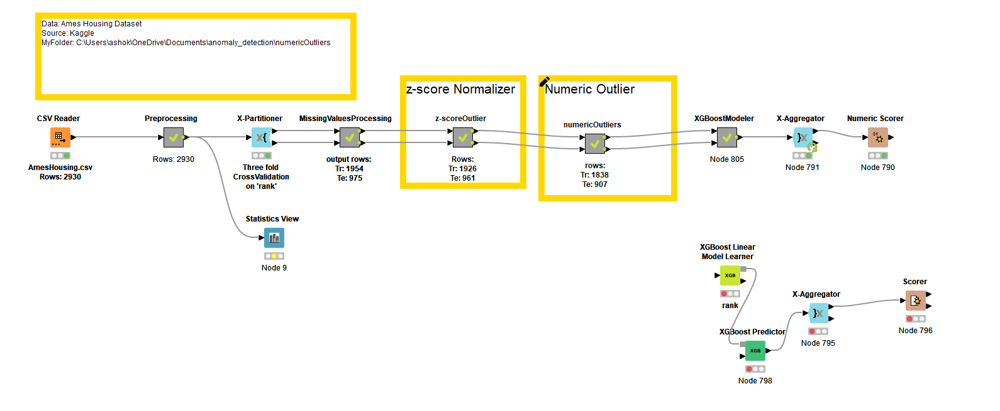 Data: Ames Housing Dataset
Source: Kaggle
MyFolder: C:\Users\ashok\OneDrive\Documents\anomaly_detection\numericOutliers
z-score Normalizer
Numeric Outlier
CSV Reader
AmesHousing.csv
Rows: 2930
Preprocessing
Rows: 2930
X-Partitioner
X{
Three fold
CrossValidation
on 'rank'
MissingValuesProcessing
output rows:
Tr: 1954
Te: 975
z-scoreOutlier
Rows:
Tr: 1926
Te: 961
numericOutliers
rows:
Tr: 1838
Te: 907
XGBoostModeler
Node 805
X-Aggregator
}X
Node 791
Numeric Scorer
31
Node 790
Statistics View
Node 9
XGBoost Linear
Model Learner
XGB
rank
XGBoost Predictor
XGB
Node 798
X-Aggregator
}X
Node 795
Scorer
Node 796